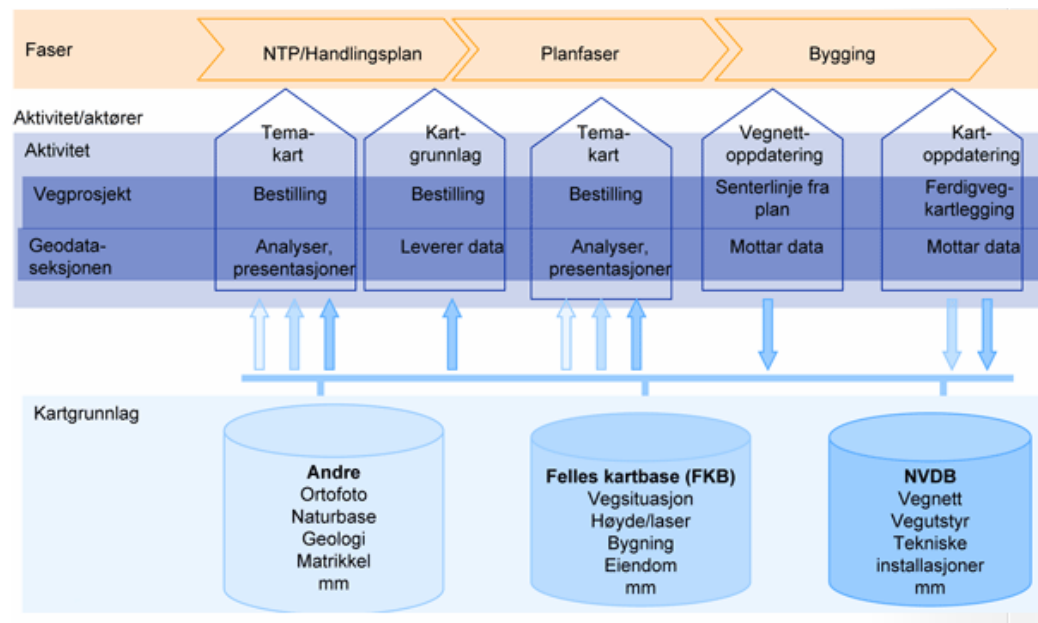 Faser
NTP/Handlingsplan
Planfaser
Bygging
Aktivitet/aktører
Aktivitet
Tema-
kart
Kart-
grunnlag
Tema-
kart
Vegnett-
oppdatering
Kart-
oppdatering
Vegprosjekt
Bestilling
Bestilling
Bestilling
Senterlinje fra
plan
Ferdigveg-
kartlegging
Geodata-
seksjonen
Analyser,
presentasjoner
Leverer data
Analyser,
presentasjoner
Mottar data
Mottar data
Kartgrunnlag
Andre
Ortofoto
Naturbase
Geologi
Matrikkel
mm
Felles kartbase (FKB)
Vegsituasjon
Høyde/laser
Bygning
Eiendom
mm
NVDB
Vegnett
Vegutstyr
Tekniske
installasjoner
mm